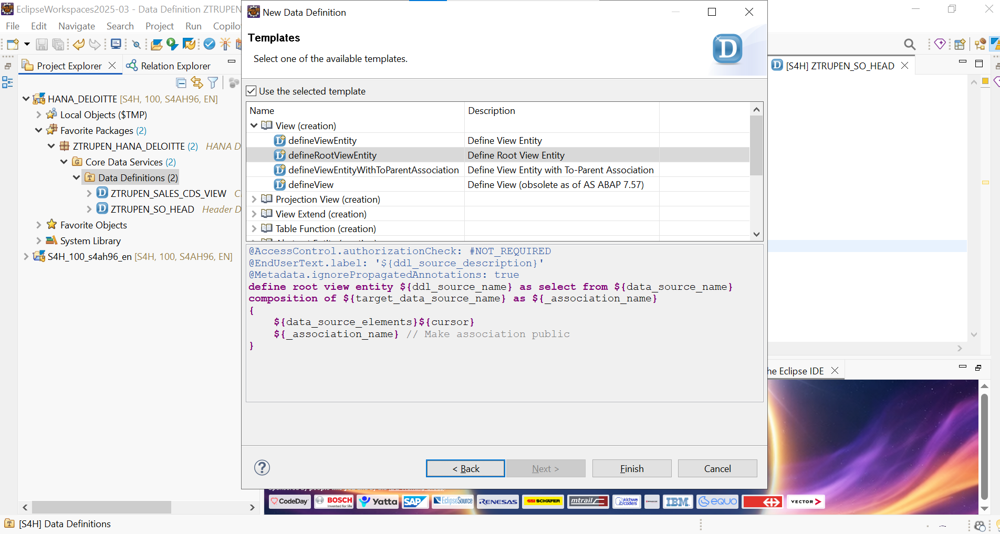 EclipseWorkspaces2025-03 - Data Definition ZTRUPEN
File Edit Navigate Search Project Run Copilo
Project Explorer
Relation Explorer
HANA_DELOITTE [S4H, 100, S4AH96, EN]
Local Objects ($TMP)
Favorite Packages (2)
ZTRUPEN_HANA_DELOITTE (2) HANA D
Core Data Services (2)
Data Definitions (2)
ZTRUPEN_SALES_CDS_VIEW C
ZTRUPEN_SO_HEAD Header D
Favorite Objects
System Library
S4H_100_s4ah96_en [S4H, 100, S4AH96, EN]
New Data Definition
Templates
Select one of the available templates.
D
Use the selected template
Name Description
View (creation)
defineViewEntity Define View Entity
defineRootViewEntity Define Root View Entity
defineViewEntityWithToParentAssociation Define View Entity with To-Parent Association
defineView Define View (obsolete as of AS ABAP 7.57)
Projection View (creation)
View Extend (creation)
Table Function (creation)
@AccessControl.authorizationCheck: #NOT_REQUIRED
@EndUserText.label: '${ddl_source_description}'
@Metadata.ignorePropagatedAnnotations: true
define root view entity ${ddl_source_name} as select from ${data_source_name}
composition of ${target_data_source_name} as ${_association_name}
{
${data_source_elements}${cursor}
${_association_name} // Make association public
}
?
< Back
Next >
Finish
Cancel
[S4H] ZTRUPEN_SO_HEAD
he Eclipse IDE
CodeDay
BOSCH
Invented for life
Yatta
SAP
EclipseSource
RENESAS
SSI SCHÄFER
mtrail
kichwa coders
IBM
equo
VECTOR
[S4H] Data Definitions